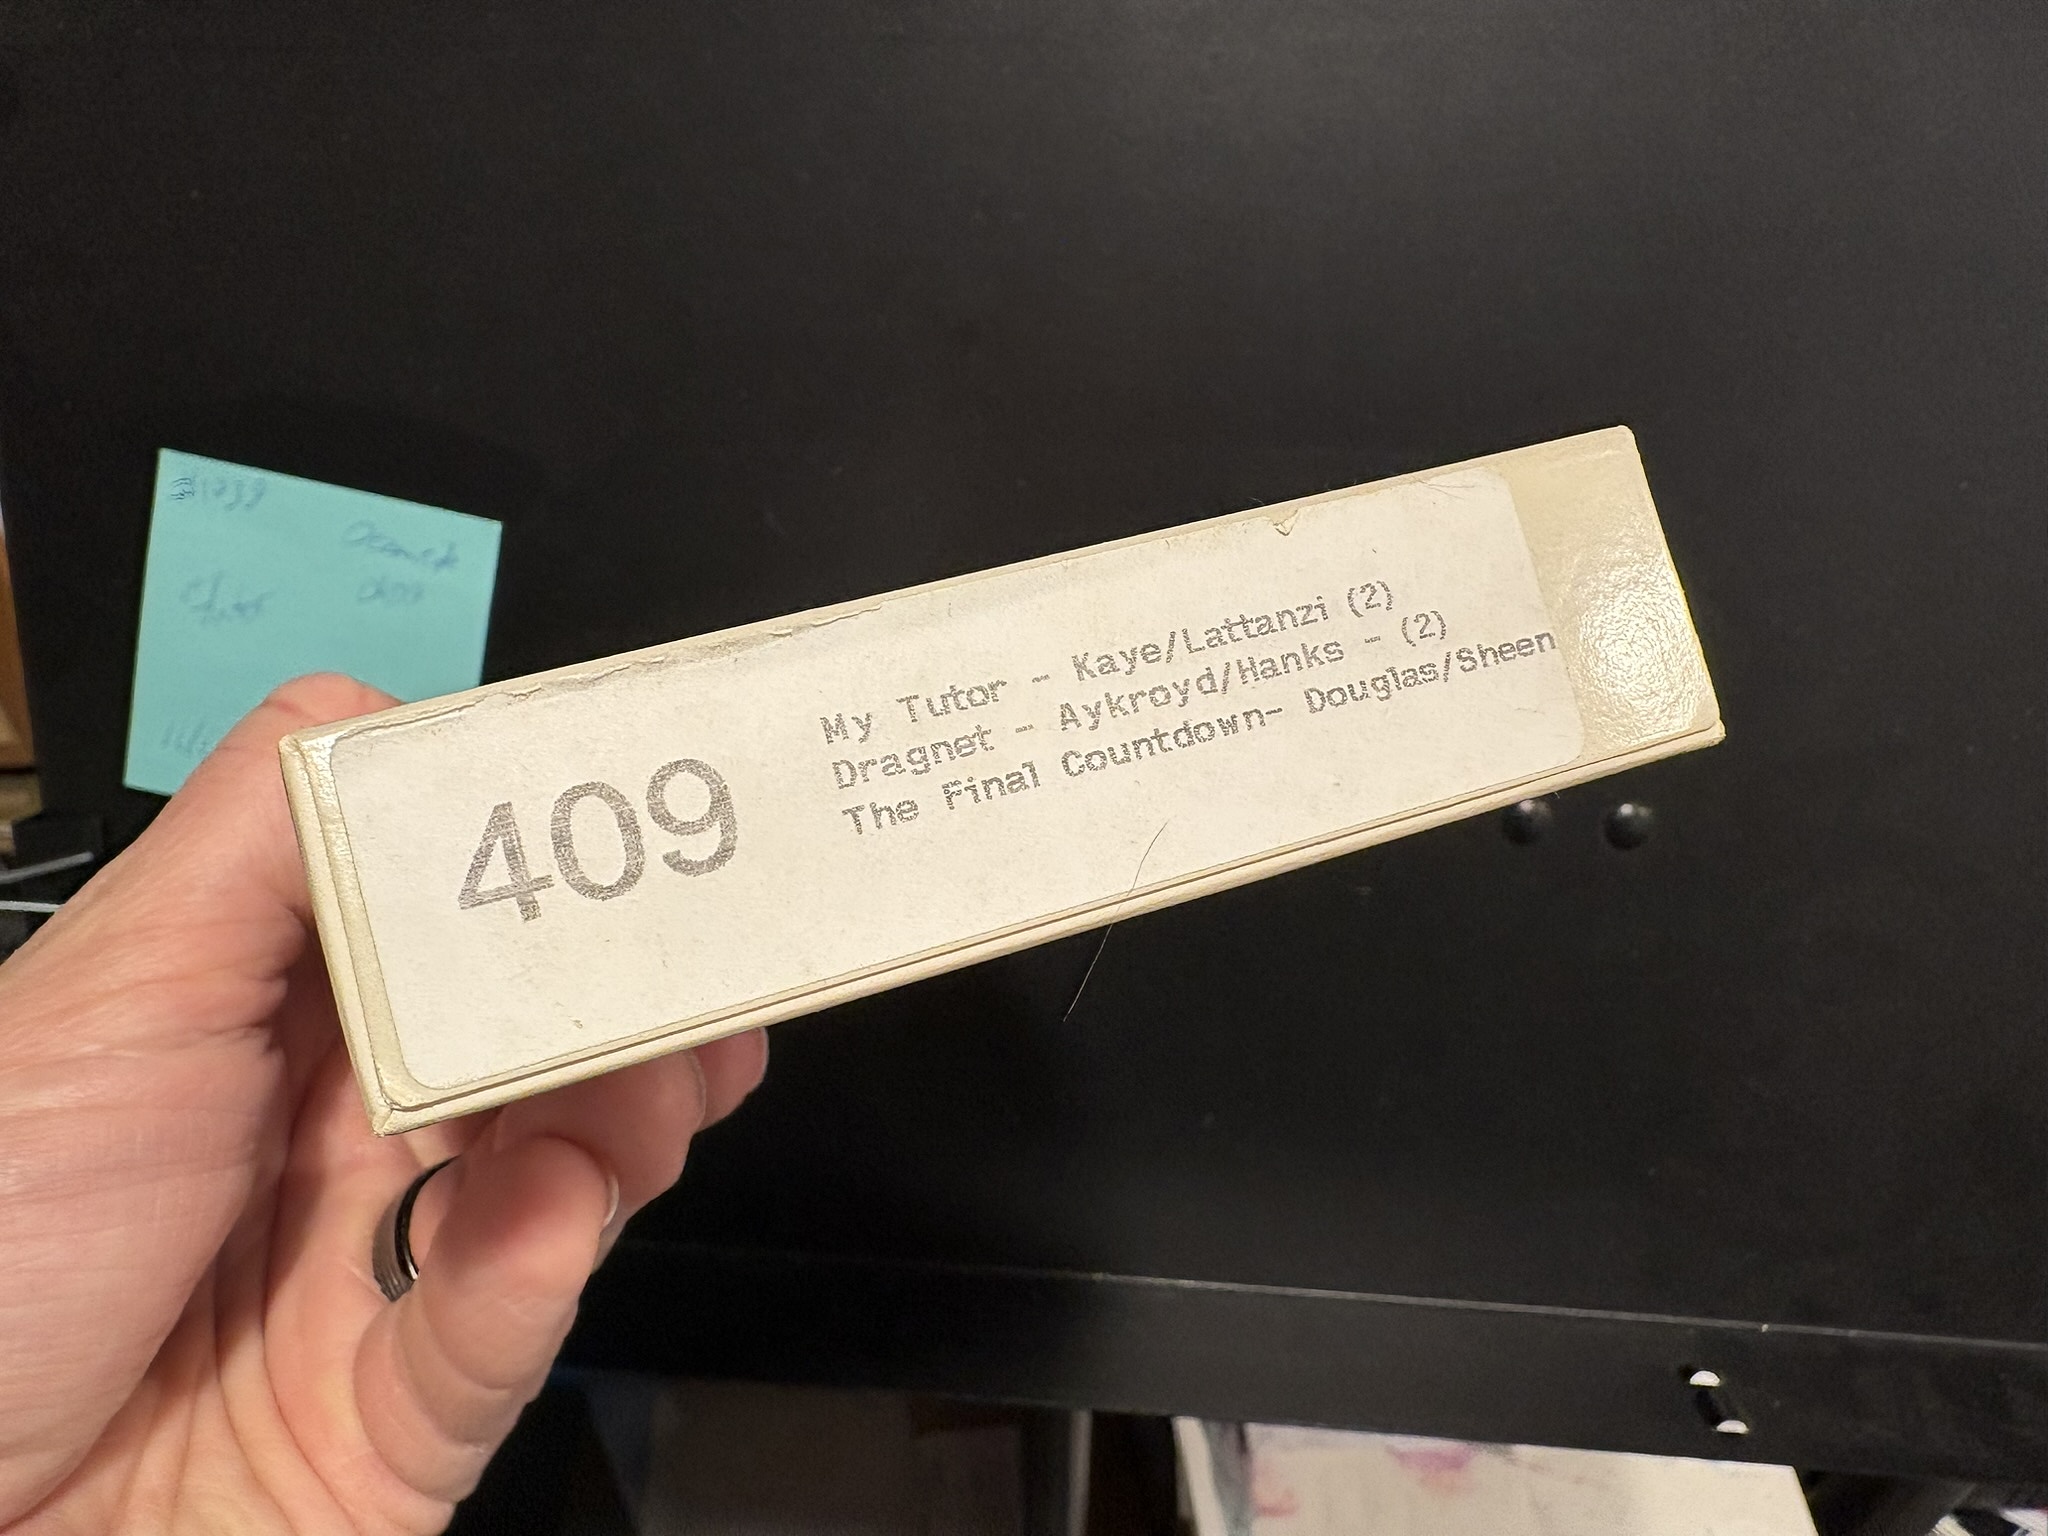 409
My Tutor - Kaye/Lattanzi (2)
Dragnet - Aykroyd/Hanks - (2)
The Final Countdown- Douglas/Sheen